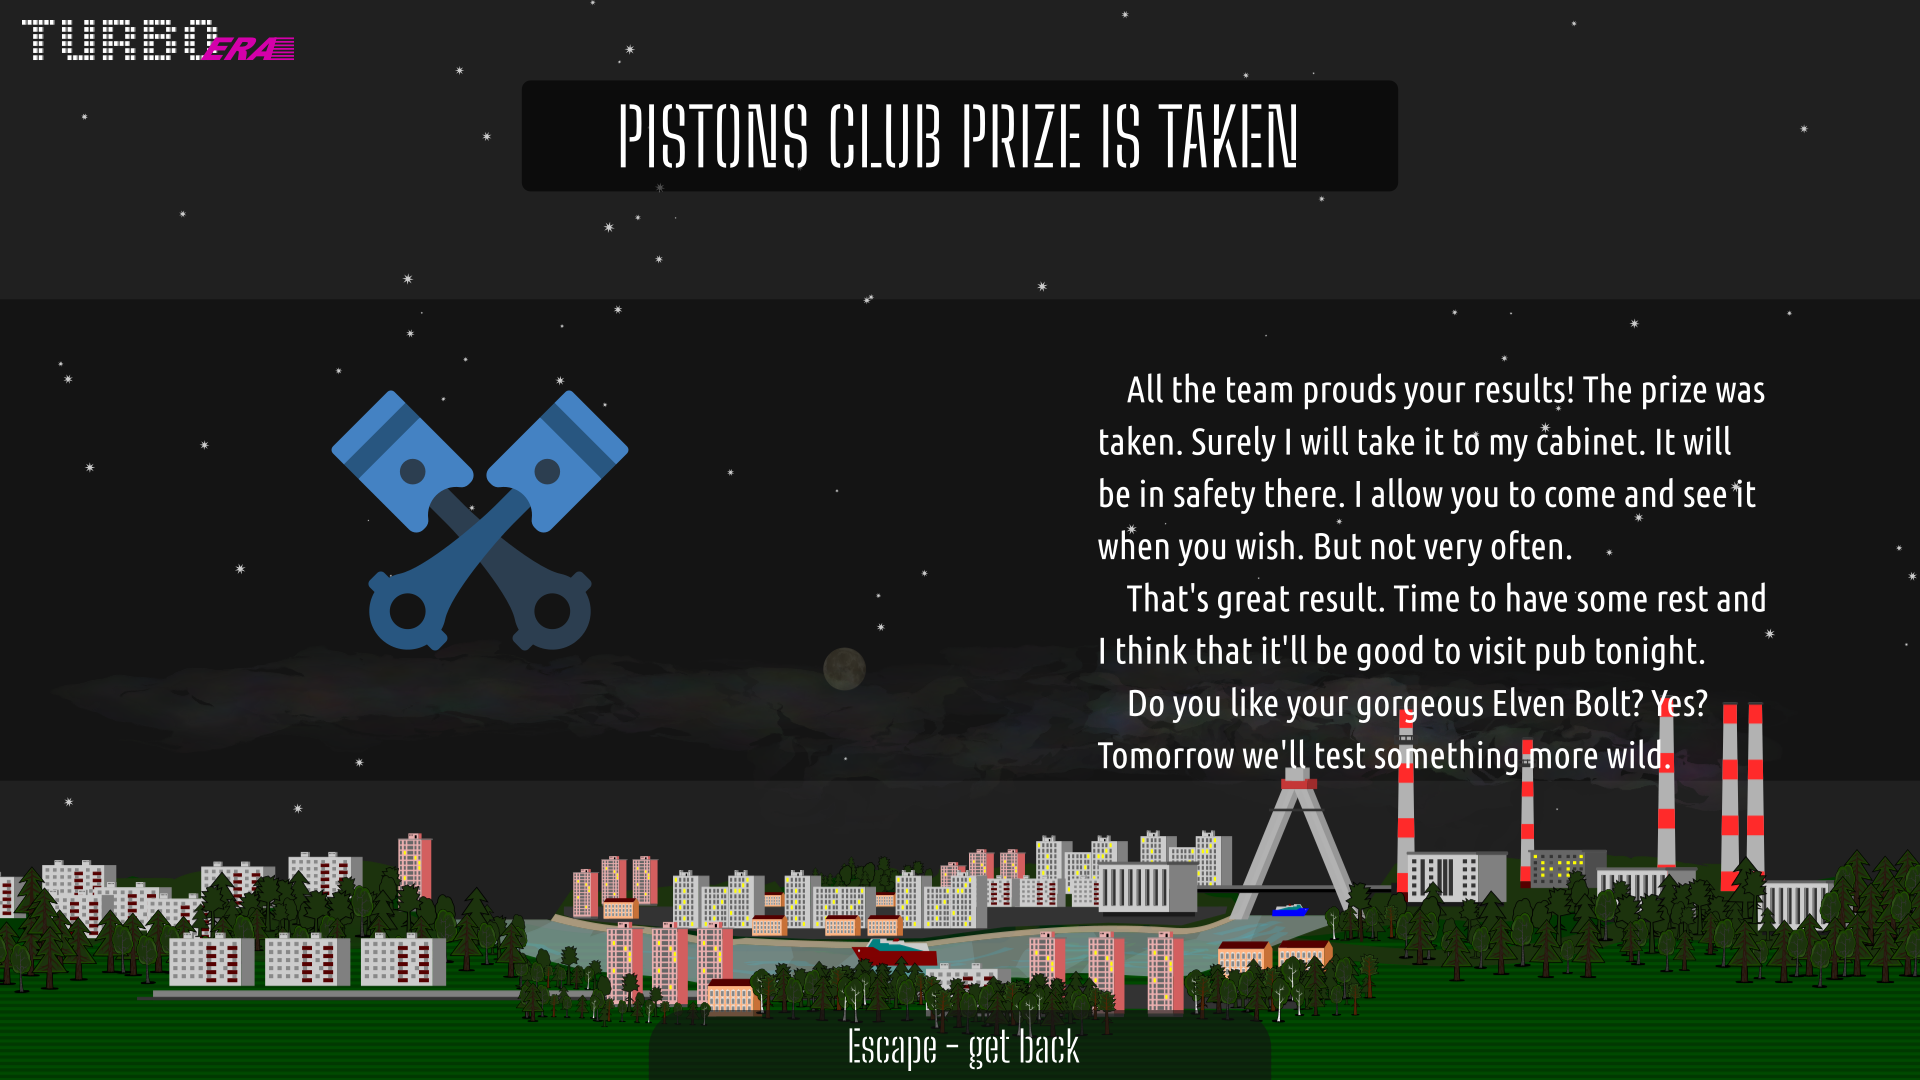 TURBO ERA
PISTONS CLUB PRIZE IS TAKEN
All the team prouds your results! The prize was
taken. Surely I will take it to my cabinet. It will
be in safety there. I allow you to come and see it
when you wish. But not very often.
That's great result. Time to have some rest and
I think that it'll be good to visit pub tonight.
Do you like your gorgeous Elven Bolt? Yes?
Tomorrow we'll test something more wild.
Escape - get back